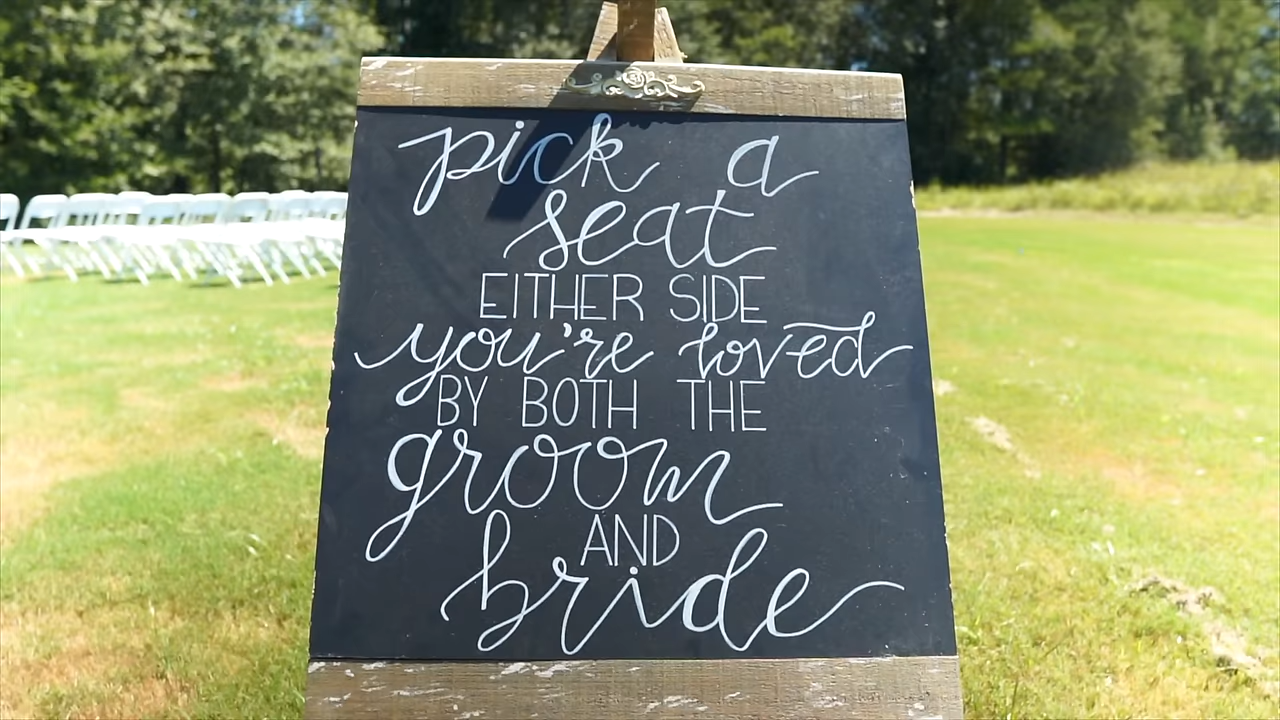 pick a
seat
EITHER SIDE
you're loved
BY BOTH THE
groom
AND
bride